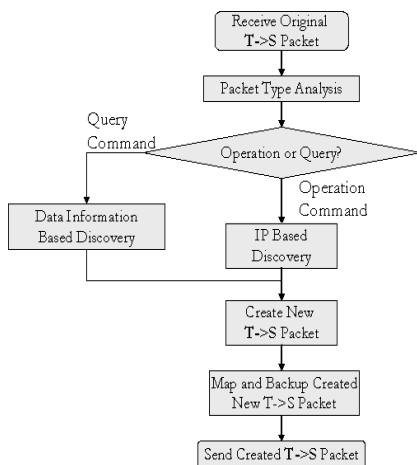 Receive Original
T->S Packet
Packet Type Analysis
Query
Command
Operation or Query?
Operation
Command
Data Information
Based Discovery
IP Based
Discovery
Create New
T->S Packet
Map and Backup Created
New T->S Packet
Send Created T->S Packet